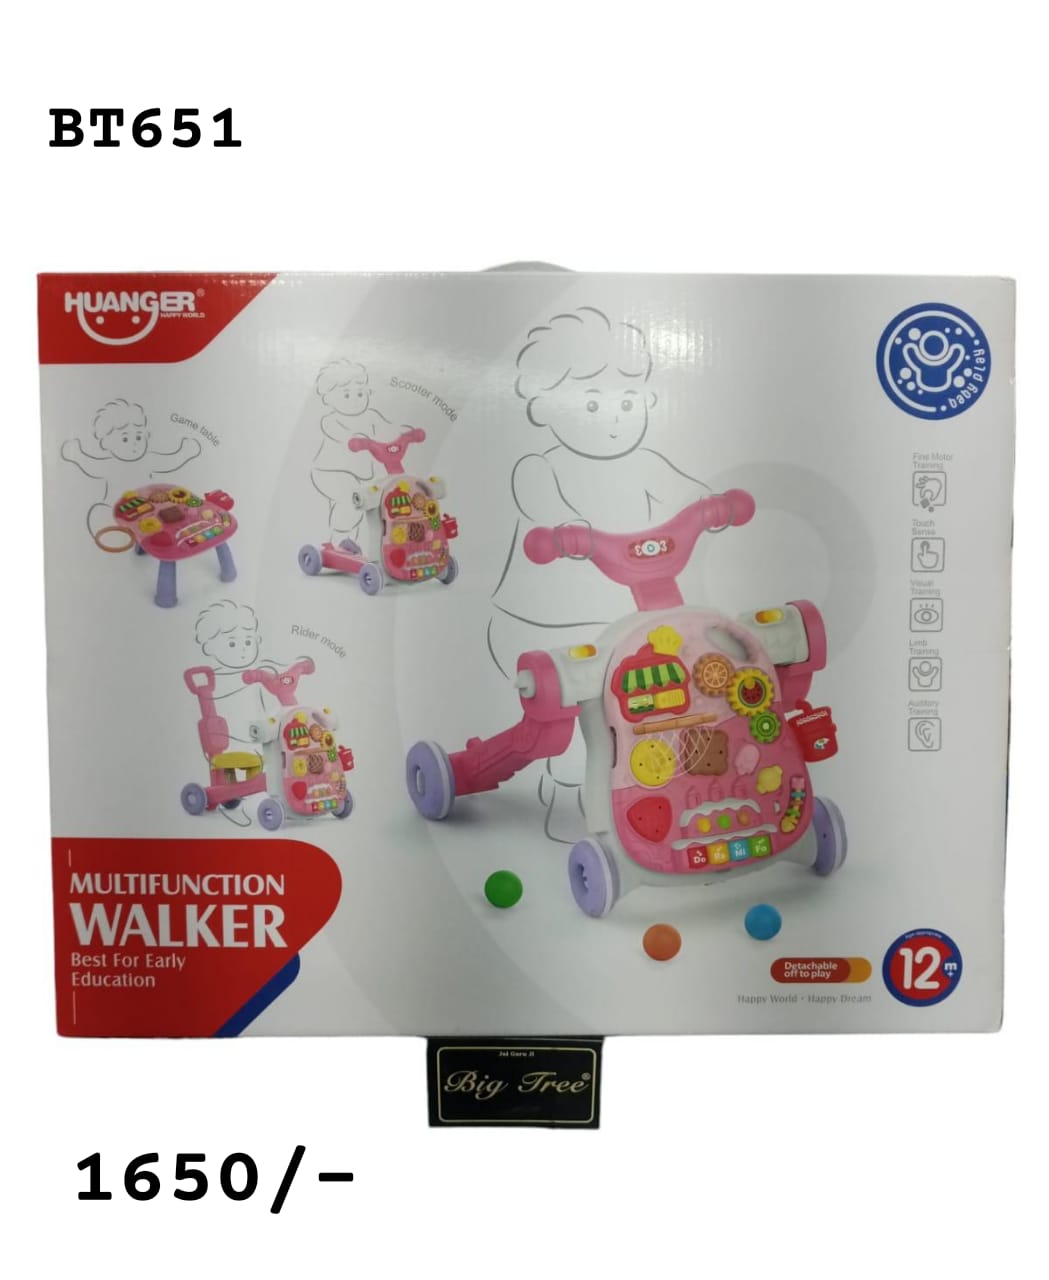 BT651
HUANGER®
HAPPY WORLD
Game table
Scooter mode
Rider mode
baby play
Fine Motor
Training
Touch
Sense
Visual
Training
Limb
Training
Auditory
Training
Do Re Mi Fa
MULTIFUNCTION
WALKER
Best For Early
Education
Detachable
off to play
Happy World • Happy Dream
12m+
Jai Guru Ji
Big Tree®
1650/-